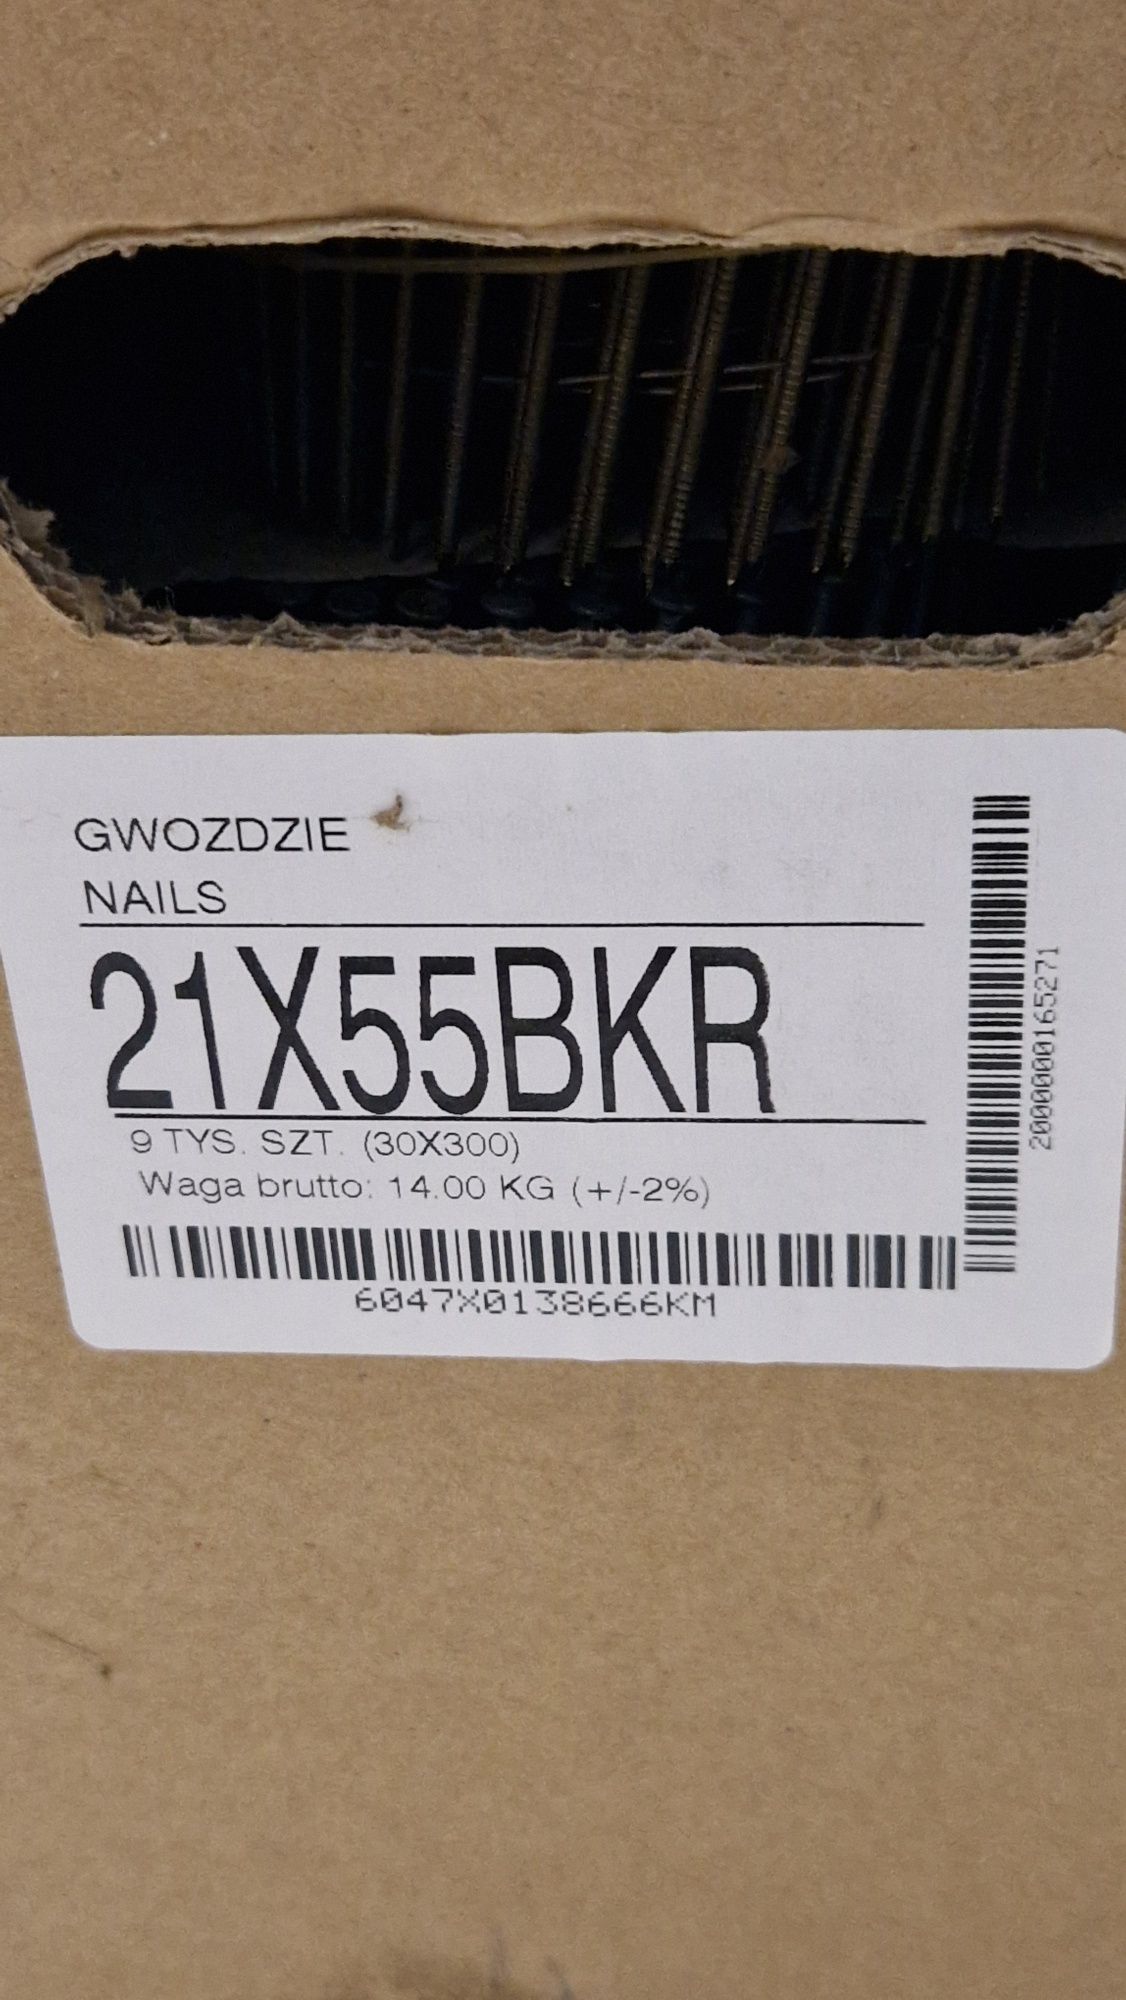 GWOZDZIE
NAILS
21X55BKR
9 TYS. SZT. (30X300)
Waga brutto: 14.00 KG (+/-2%)
6047X0138666KM
2000000165271